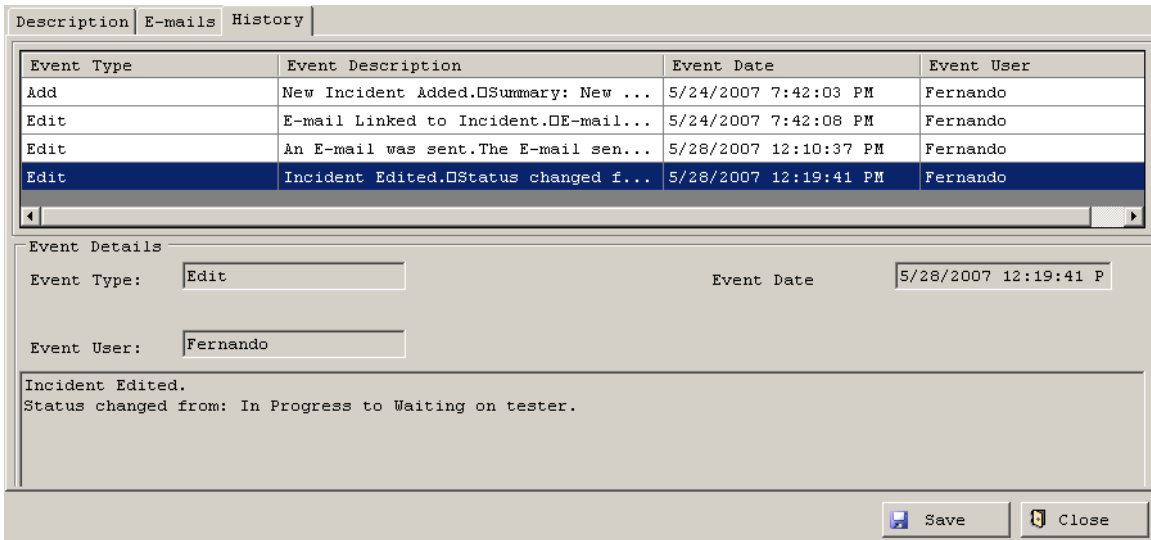 Description E-mails History
Event Type Event Description Event Date Event User
Add New Incident Added.□Summary: New ... 5/24/2007 7:42:03 PM Fernando
Edit E-mail Linked to Incident.□E-mail... 5/24/2007 7:42:08 PM Fernando
Edit An E-mail was sent.The E-mail sen... 5/28/2007 12:10:37 PM Fernando
Edit Incident Edited.□Status changed f... 5/28/2007 12:19:41 PM Fernando
Event Details
Event Type: Edit Event Date 5/28/2007 12:19:41 P
Event User: Fernando
Incident Edited.
Status changed from: In Progress to Waiting on tester.
Save Close